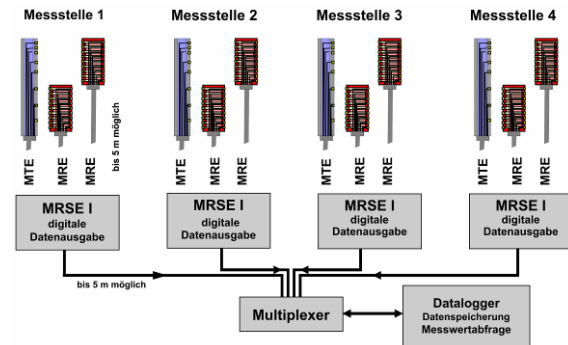 Messstelle 1
Messstelle 2
Messstelle 3
Messstelle 4
MTE
MRE
MRE
bis 5 m möglich
MTE
MRE
MRE
MTE
MRE
MRE
MTE
MRE
MRE
MRSE I
digitale
Datenausgabe
MRSE I
digitale
Datenausgabe
MRSE I
digitale
Datenausgabe
MRSE I
digitale
Datenausgabe
bis 5 m möglich
Multiplexer
Datalogger
Datenspeicherung
Messwertabfrage